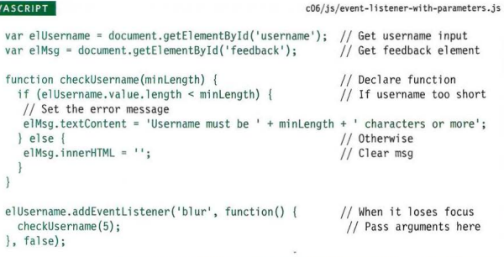 VASCRIPT c06/js/event-listener-with-parameters.js
var elUsername = document.getElementById('username'); // Get username input
var elMsg = document.getElementById('feedback'); // Get feedback element
function checkUsername(minLength) { // Declare function
if (elUsername.value.length < minLength) { // If username too short
// Set the error message
elMsg.textContent = 'Username must be ' + minLength + ' characters or more';
} else { // Otherwise
elMsg.innerHTML = ''; // Clear msg
}
}
elUsername.addEventListener('blur', function() { // When it loses focus
checkUsername(5); // Pass arguments here
}, false);